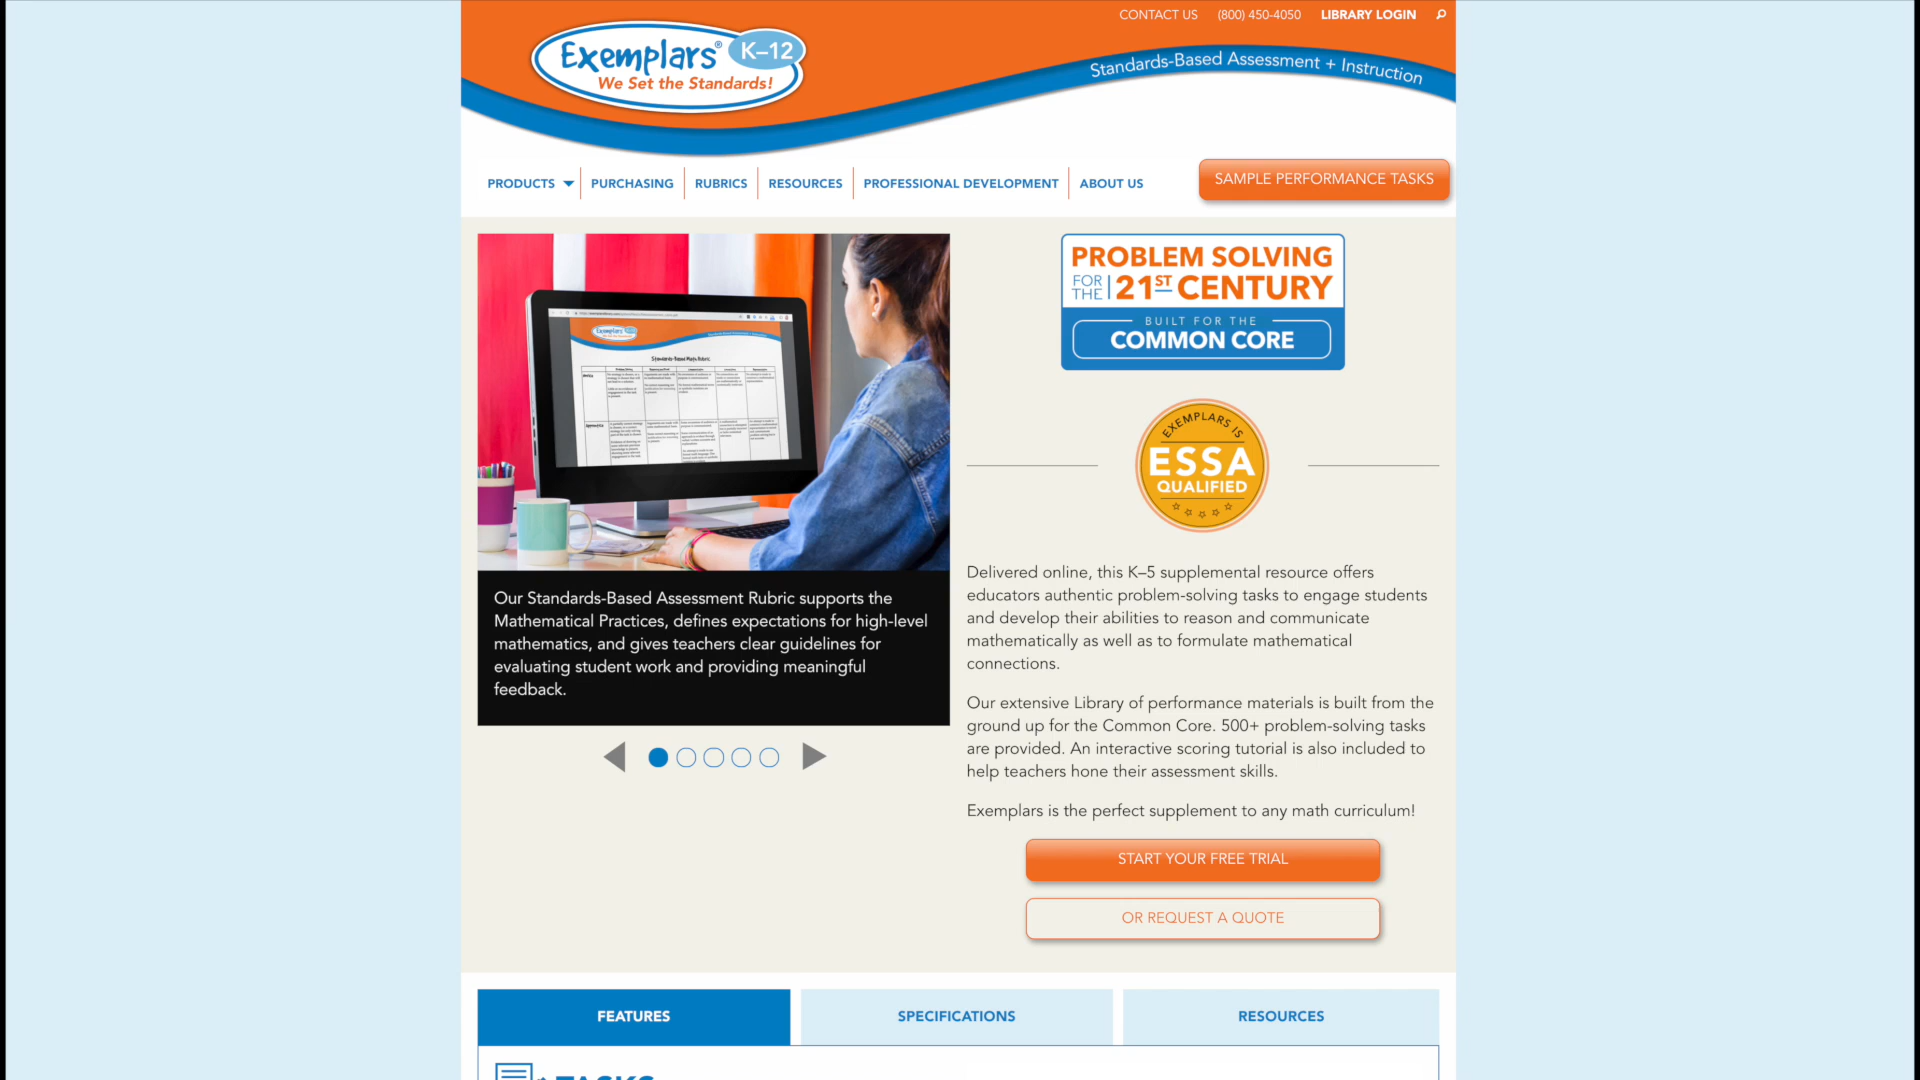 CONTACT US (800) 450-4050 LIBRARY LOGIN
Exemplars® K–12
We Set the Standards!
Standards-Based Assessment + Instruction
PRODUCTS PURCHASING RUBRICS RESOURCES PROFESSIONAL DEVELOPMENT ABOUT US
SAMPLE PERFORMANCE TASKS
Exemplars
Standards-Based Math Rubric
Our Standards-Based Assessment Rubric supports the
Mathematical Practices, defines expectations for high-level
mathematics, and gives teachers clear guidelines for
evaluating student work and providing meaningful
feedback.
PROBLEM SOLVING
FOR THE 21ST CENTURY
BUILT FOR THE
COMMON CORE
EXEMPLARS IS
ESSA
QUALIFIED
Delivered online, this K–5 supplemental resource offers
educators authentic problem-solving tasks to engage students
and develop their abilities to reason and communicate
mathematically as well as to formulate mathematical
connections.
Our extensive Library of performance materials is built from the
ground up for the Common Core. 500+ problem-solving tasks
are provided. An interactive scoring tutorial is also included to
help teachers hone their assessment skills.
Exemplars is the perfect supplement to any math curriculum!
START YOUR FREE TRIAL
OR REQUEST A QUOTE
FEATURES SPECIFICATIONS RESOURCES
TASKS